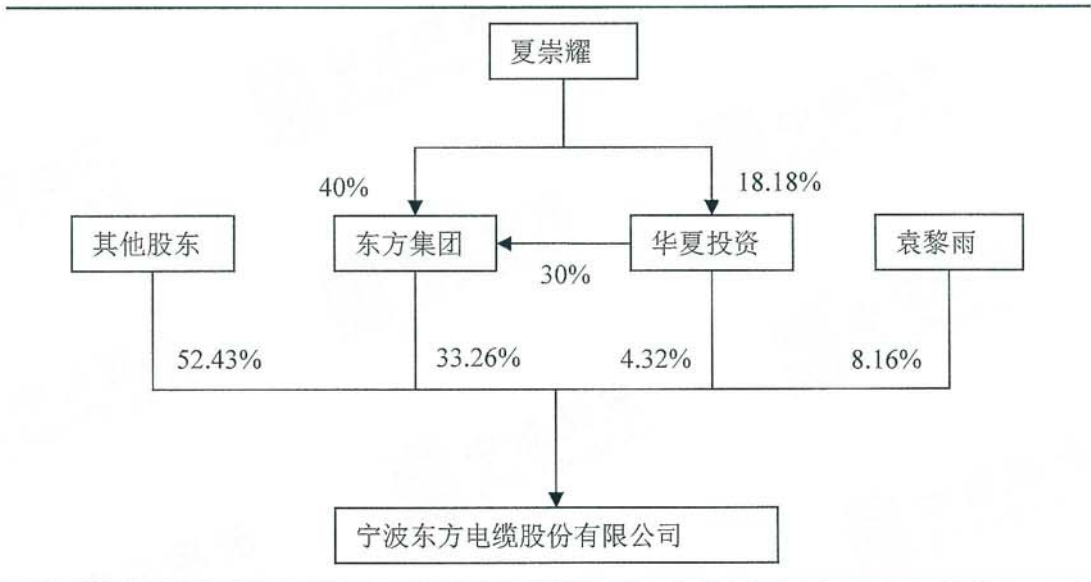 夏崇耀
40%
18.18%
其他股东
东方集团
华夏投资
袁黎雨
30%
52.43%
33.26%
4.32%
8.16%
宁波东方电缆股份有限公司